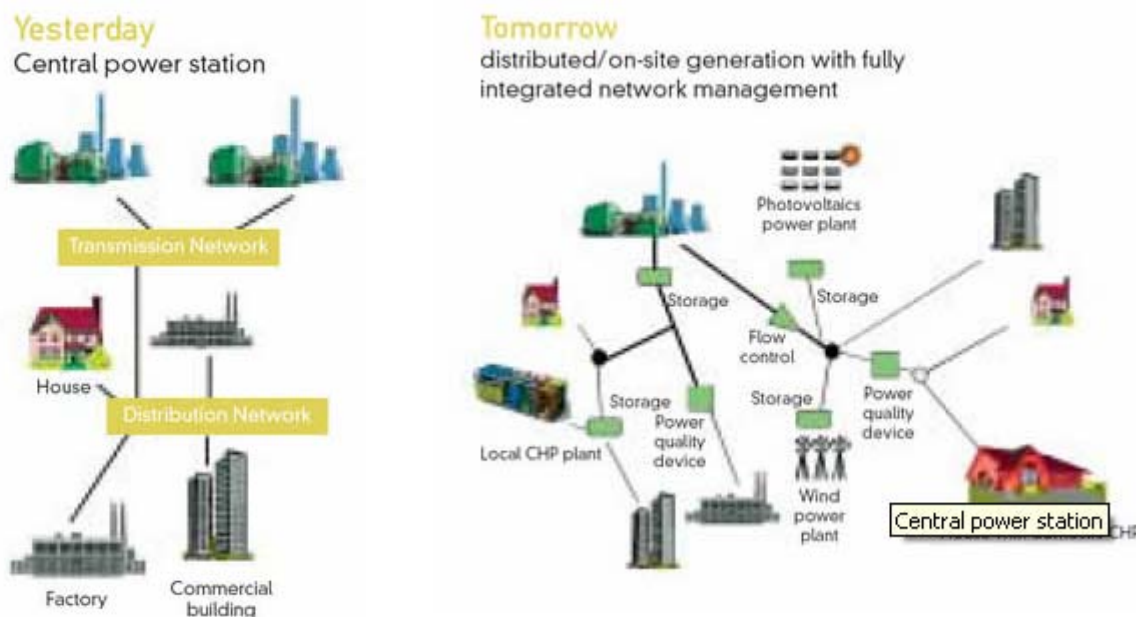 Yesterday
Central power station
Transmission Network
House
Distribution Network
Factory
Commercial
building
Tomorrow
distributed/on-site generation with fully
integrated network management
Photovoltaics
power plant
Storage
Storage
Flow
control
Storage
Power
quality
device
Storage
Power
quality
device
Local CHP plant
Wind
power
plant
Central power station
CHP